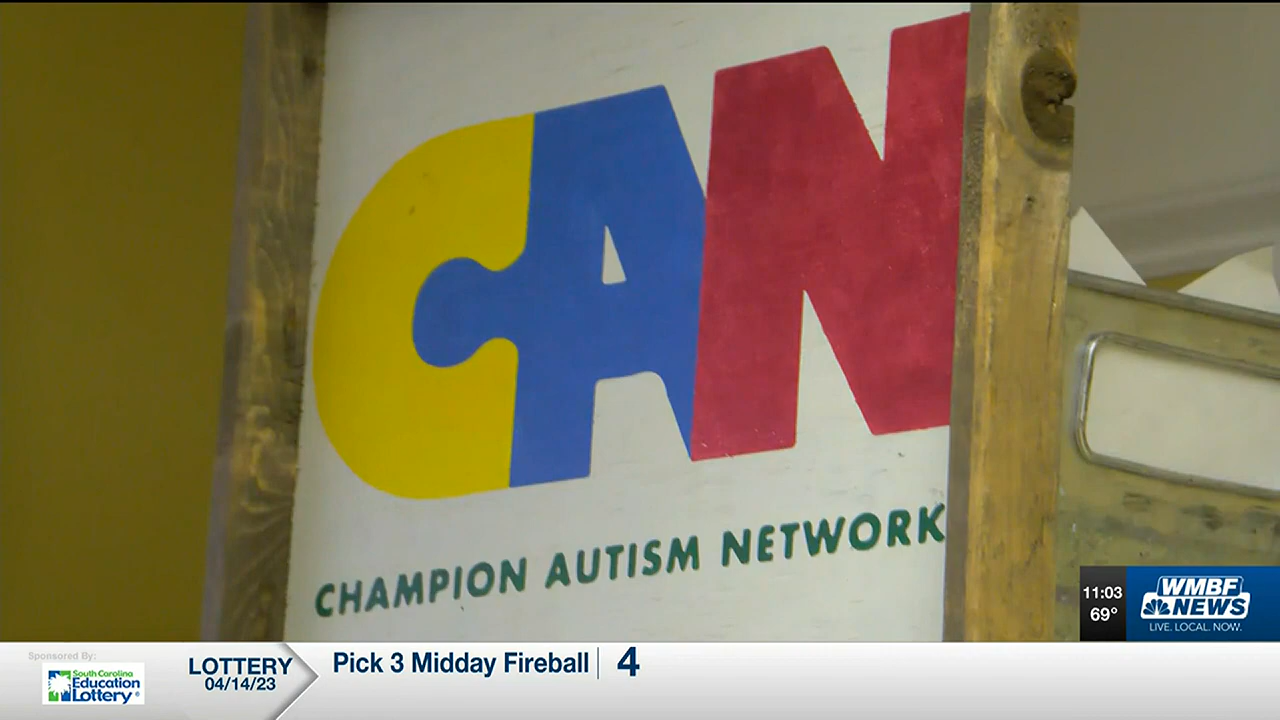 CAN
CHAMPION AUTISM NETWORK
11:03
69°
WMBF
NEWS
LIVE. LOCAL. NOW.
Sponsored By:
South Carolina
Education
Lottery
LOTTERY
04/14/23
Pick 3 Midday Fireball
4